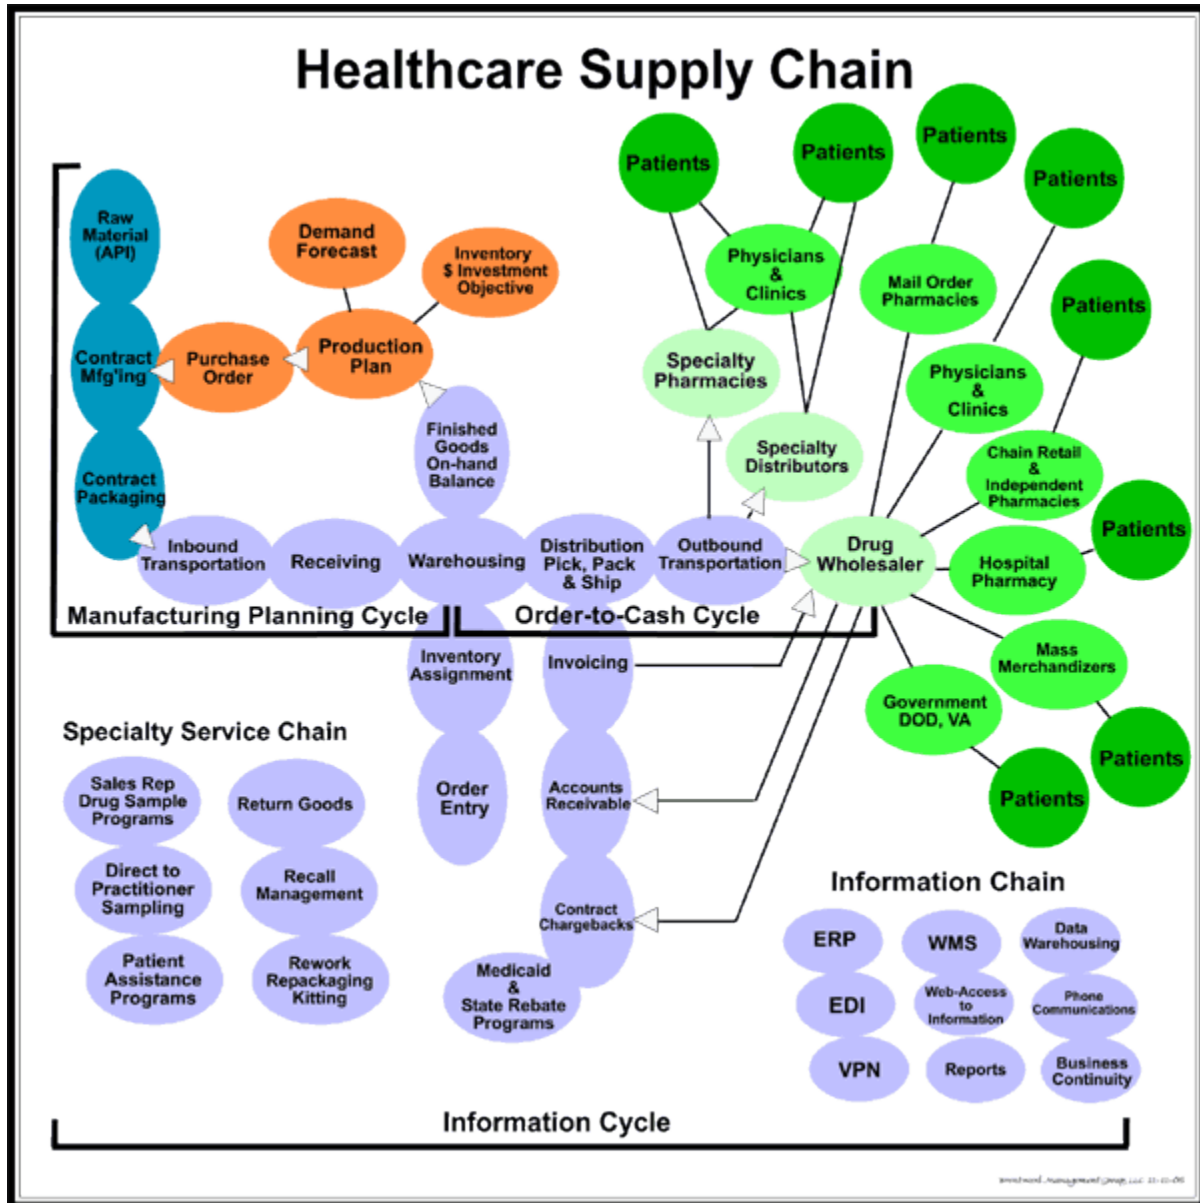 Healthcare Supply Chain
Raw
Material
(API)
Contract
Mfg'ing
Contract
Packaging
Purchase
Order
Demand
Forecast
Production
Plan
Inventory
$ Investment
Objective
Finished
Goods
On-hand
Balance
Inbound
Transportation
Receiving
Warehousing
Distribution
Pick, Pack
& Ship
Outbound
Transportation
Manufacturing Planning Cycle
Order-to-Cash Cycle
Patients
Patients
Patients
Patients
Physicians
&
Clinics
Mail Order
Pharmacies
Patients
Specialty
Pharmacies
Physicians
&
Clinics
Specialty
Distributors
Chain Retail
&
Independent
Pharmacies
Patients
Drug
Wholesaler
Hospital
Pharmacy
Mass
Merchandizers
Government
DOD, VA
Patients
Patients
Inventory
Assignment
Invoicing
Order
Entry
Accounts
Receivable
Contract
Chargebacks
Medicaid
&
State Rebate
Programs
Specialty Service Chain
Sales Rep
Drug Sample
Programs
Return Goods
Direct to
Practitioner
Sampling
Recall
Management
Patient
Assistance
Programs
Rework
Repackaging
Kitting
Information Chain
ERP
WMS
Data
Warehousing
EDI
Web-Access
to
Information
Phone
Communications
VPN
Reports
Business
Continuity
Information Cycle